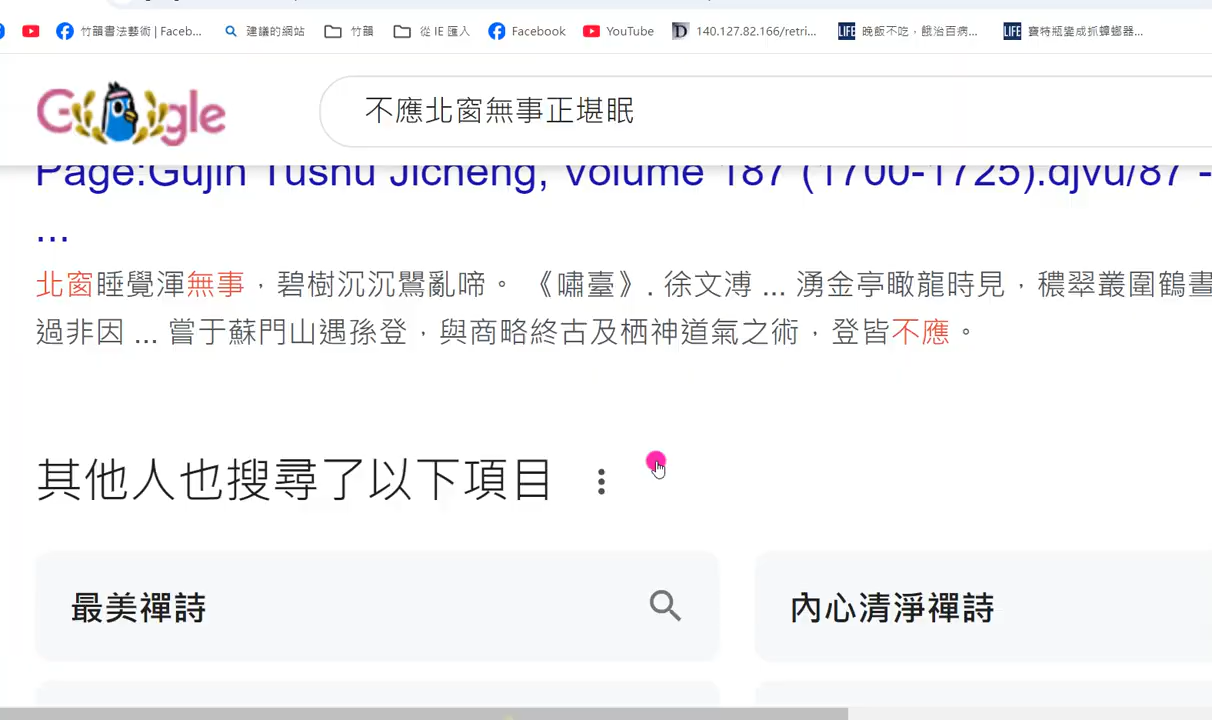 竹韻書法藝術 | Faceb... 建議的網站 竹韻 從 IE 匯入 Facebook YouTube 140.127.82.166/retri... 晚飯不吃，餓治百病... 寶特瓶變成抓蟑螂器...
Google
不應北窗無事正堪眠
Page:Gujin Tushu Jicheng, Volume 187 (1700-1725).djvu/87 -
...
北窗睡覺渾無事，碧樹沉沉鸎亂啼。 《嘯臺》. 徐文溥 ... 湧金亭瞰龍時見，穠翠叢圍鶴晝
過非因 ... 嘗于蘇門山遇孫登，與商略終古及栖神道氣之術，登皆不應。
其他人也搜尋了以下項目
最美禪詩
內心清淨禪詩